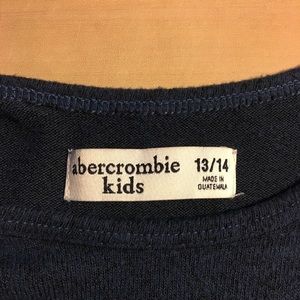 abercrombie
kids
13/14
MADE IN
GUATEMALA